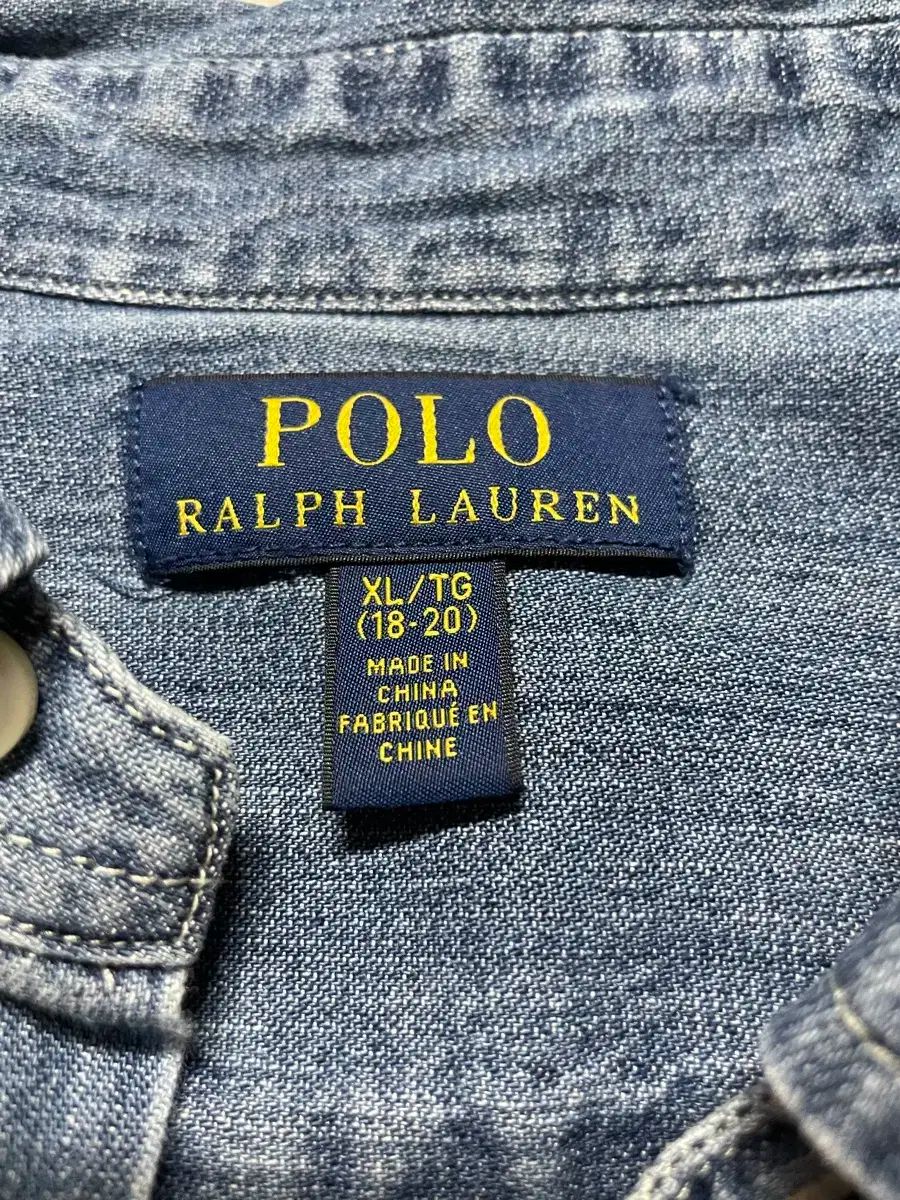 POLO
RALPH LAUREN
XL/TG
(18-20)
MADE IN
CHINA
FABRIQUÉ EN
CHINE